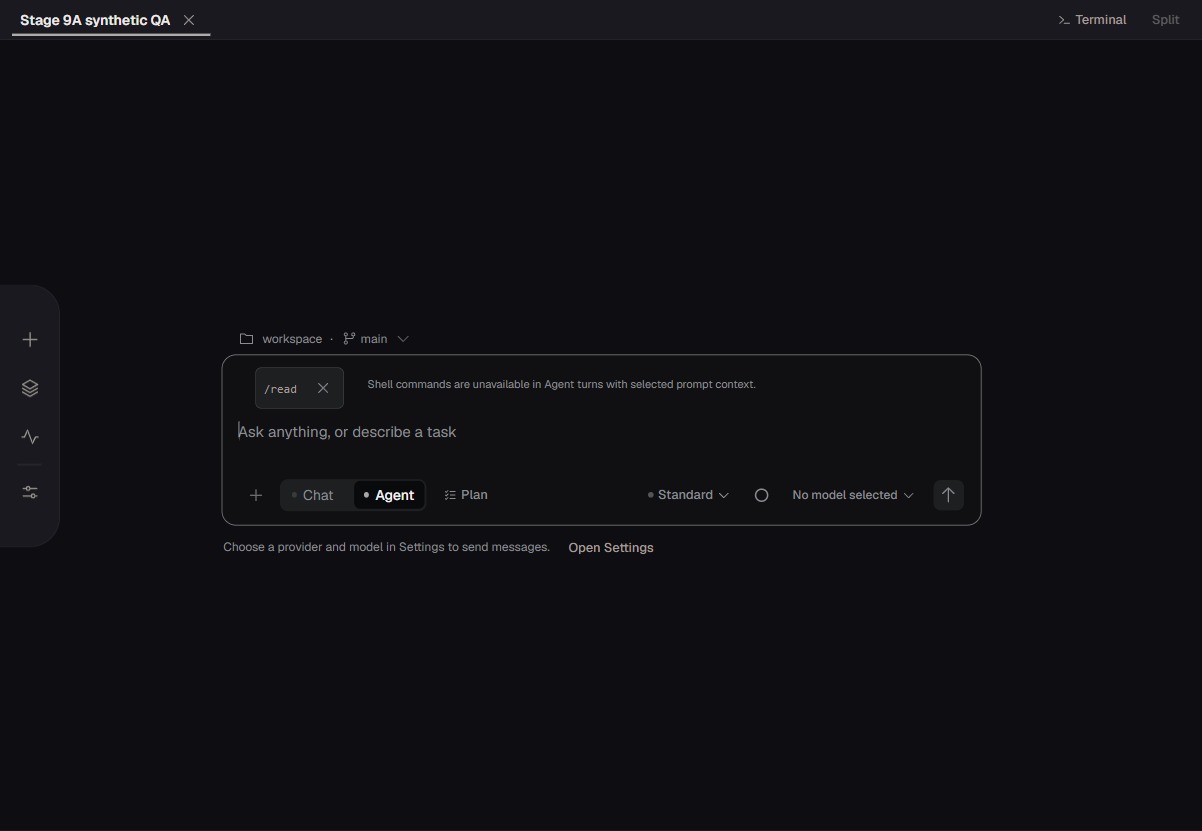 Stage 9A synthetic QA
Terminal Split
workspace · main
/read
Shell commands are unavailable in Agent turns with selected prompt context.
Ask anything, or describe a task
Chat Agent Plan Standard No model selected
Choose a provider and model in Settings to send messages. Open Settings